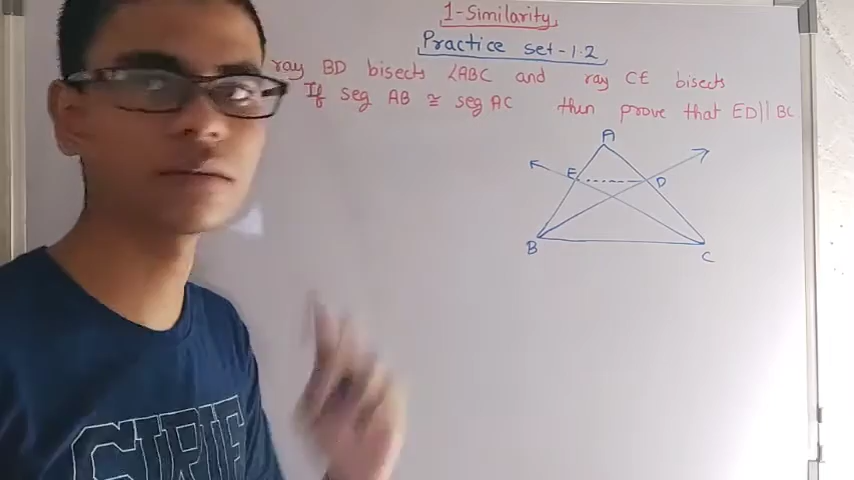 1-Similarity
Practice set-1.2
ray BD bisects ∠ABC and ray CE bisects
If seg AB ≅ seg AC then prove that ED||BC
A
E
D
B
C